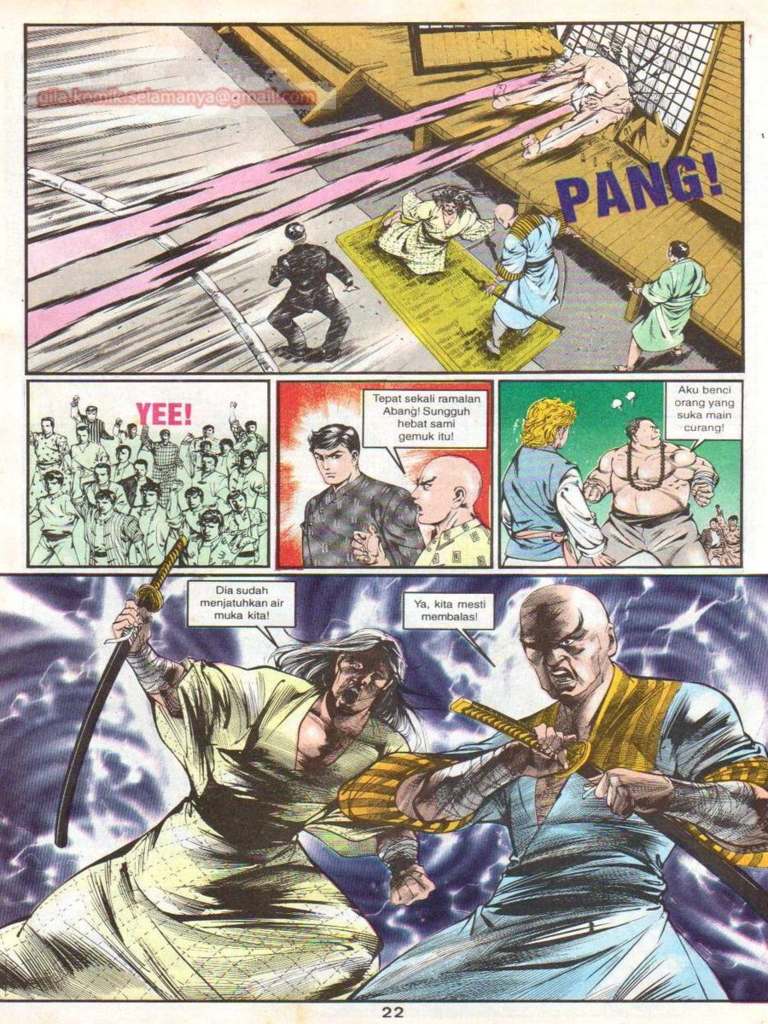 gila.komik.selamanya@gmail.com
PANG!
YEE!
Tepat sekali ramalan
Abang! Sungguh
hebat sami
gemuk itu!
Aku benci
orang yang
suka main
curang!
Dia sudah
menjatuhkan air
muka kita!
Ya, kita mesti
membalas!
22